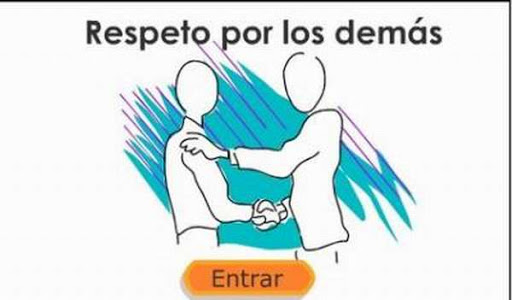 Respeto por los demás
Entrar